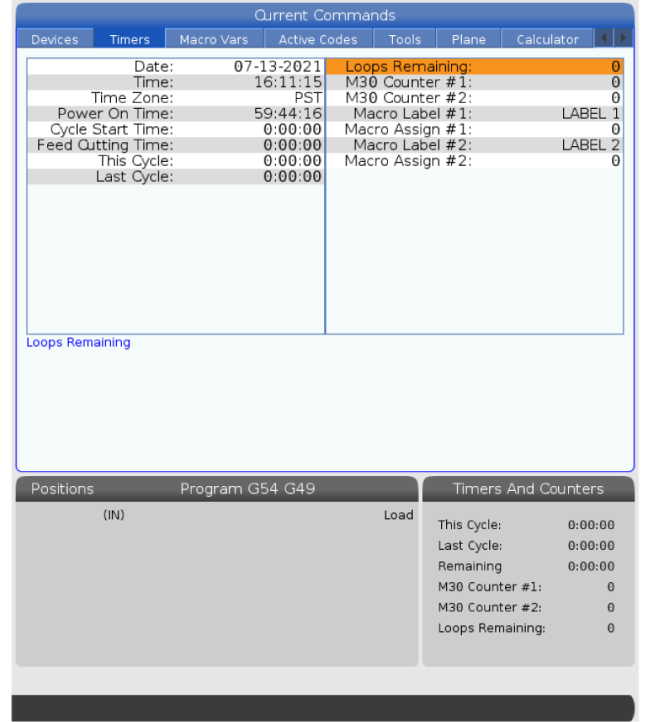 Current Commands
Devices Timers Macro Vars Active Codes Tools Plane Calculator
Date: 07-13-2021
Time: 16:11:15
Time Zone: PST
Power On Time: 59:44:16
Cycle Start Time: 0:00:00
Feed Cutting Time: 0:00:00
This Cycle: 0:00:00
Last Cycle: 0:00:00
Loops Remaining: 0
M30 Counter #1: 0
M30 Counter #2: 0
Macro Label #1: LABEL 1
Macro Assign #1: 0
Macro Label #2: LABEL 2
Macro Assign #2: 0
Loops Remaining
Positions Program G54 G49
(IN) Load
Timers And Counters
This Cycle: 0:00:00
Last Cycle: 0:00:00
Remaining 0:00:00
M30 Counter #1: 0
M30 Counter #2: 0
Loops Remaining: 0